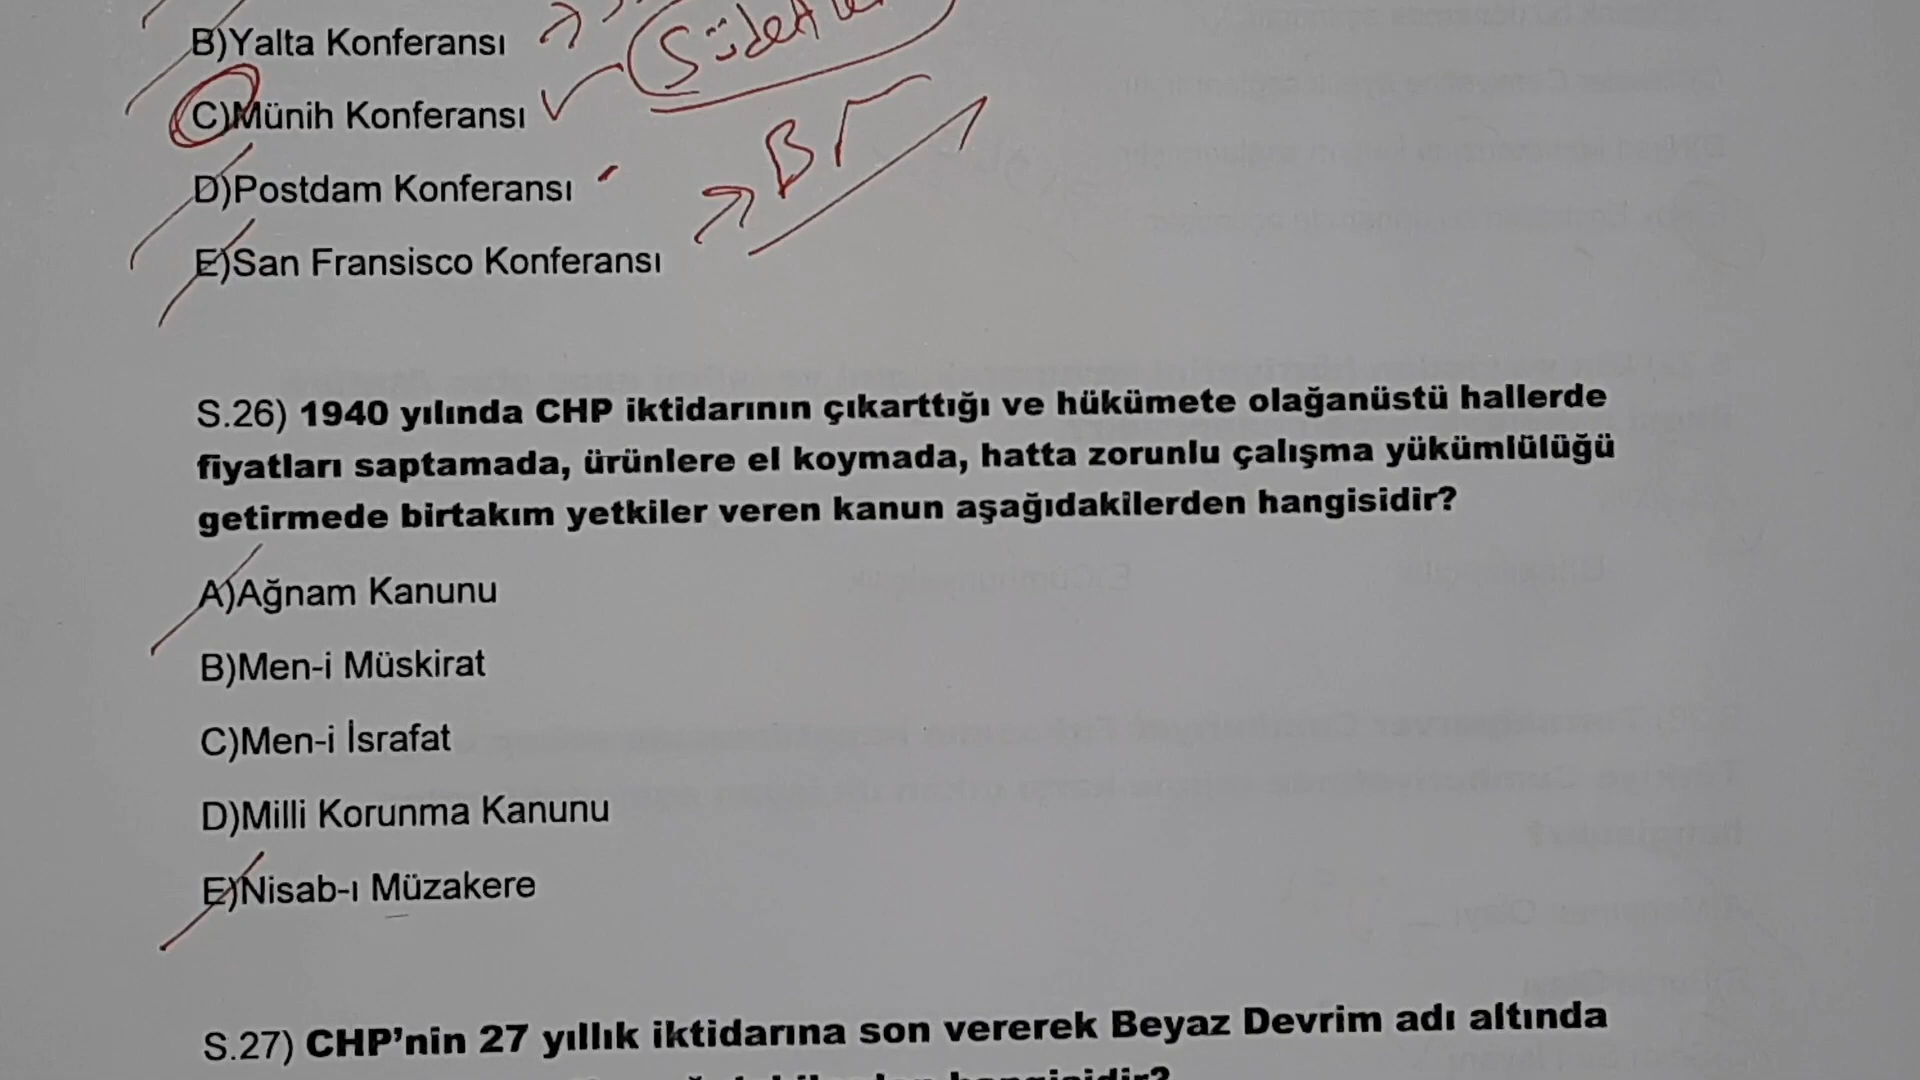 B)Yalta Konferansı
C)Münih Konferansı
D)Postdam Konferansı
E)San Fransisco Konferansı
S.26) 1940 yılında CHP iktidarının çıkarttığı ve hükümete olağanüstü hallerde
fiyatları saptamada, ürünlere el koymada, hatta zorunlu çalışma yükümlülüğü
getirmede birtakım yetkiler veren kanun aşağıdakilerden hangisidir?
A)Ağnam Kanunu
B)Men-i Müskirat
C)Men-i İsrafat
D)Milli Korunma Kanunu
E)Nisab-ı Müzakere
S.27) CHP'nin 27 yıllık iktidarına son vererek Beyaz Devrim adı altında